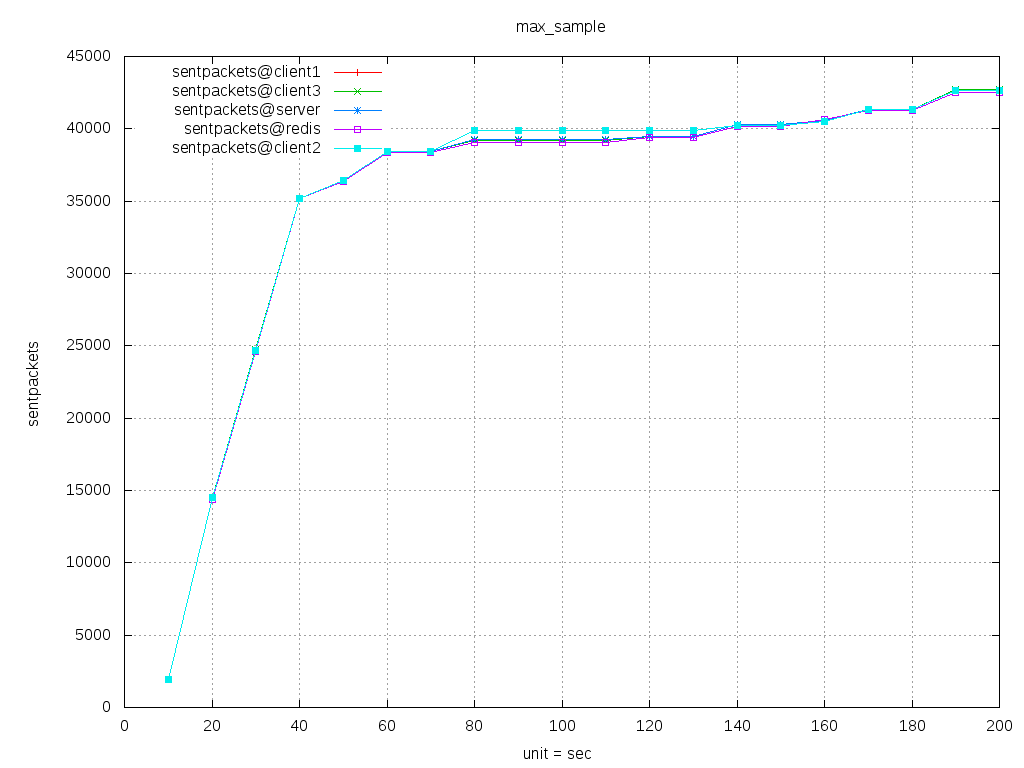 max_sample
45000
40000
35000
30000
25000
20000
15000
10000
5000
0
sentpackets@client1
sentpackets@client3
sentpackets@server
sentpackets@redis
sentpackets@client2
sentpackets
0 20 40 60 80 100 120 140 160 180 200
unit = sec